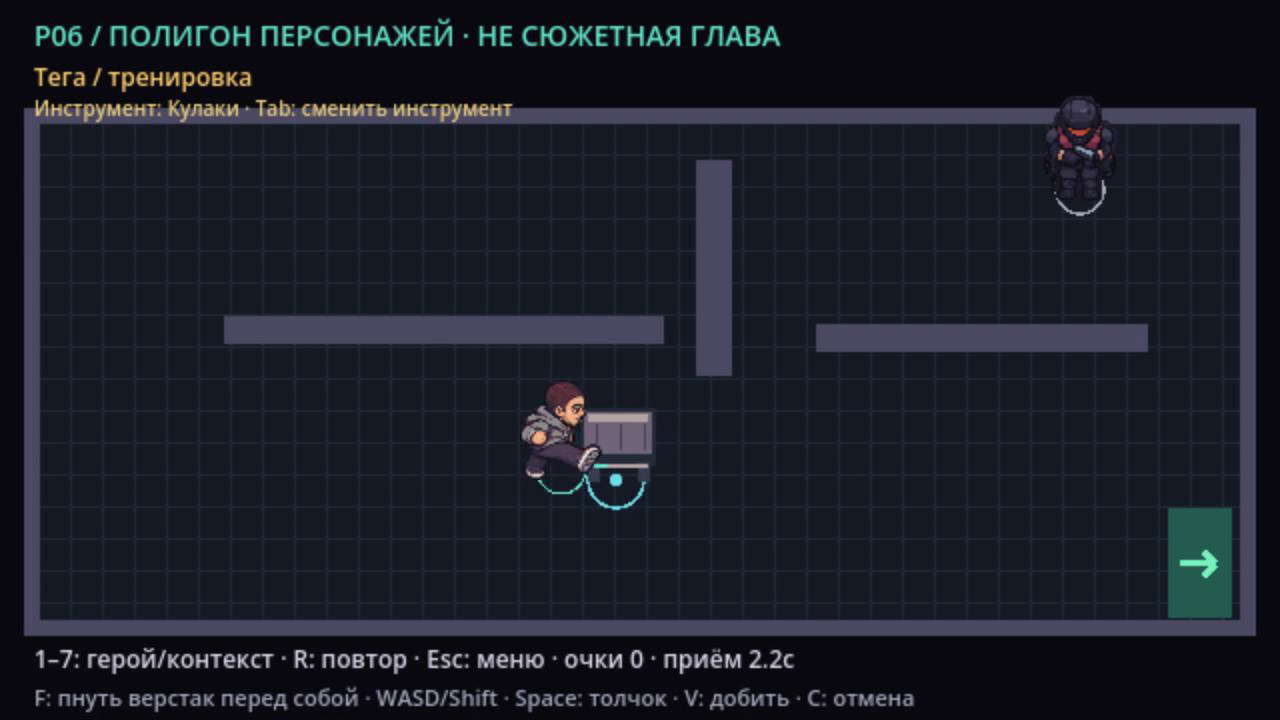 P06 / ПОЛИГОН ПЕРСОНАЖЕЙ · НЕ СЮЖЕТНАЯ ГЛАВА
Тега / тренировка
Инструмент: Кулаки · Tab: сменить инструмент
→
1–7: герой/контекст · R: повтор · Esc: меню · очки 0 · приём 2.2с
F: пнуть верстак перед собой · WASD/Shift · Space: толчок · V: добить · C: отмена